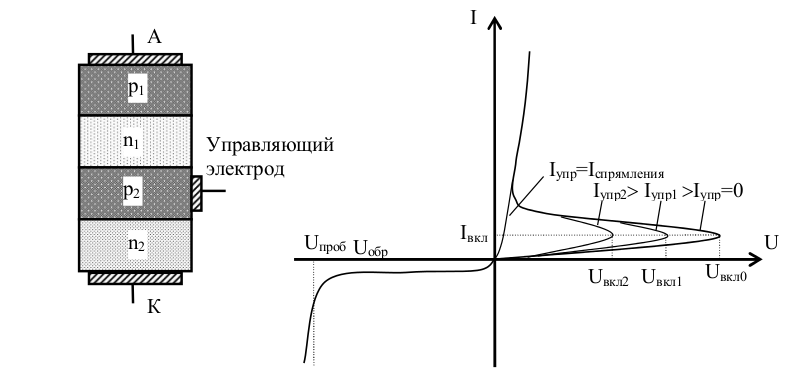 A
p₁
n₁
p₂
n₂
К
Управляющий
электрод
I
Iупр=Iспрямления
Iупр2> Iупр1 >Iупр=0
Iвкл
U
Uпроб
Uобр
Uвкл2
Uвкл1
Uвкл0